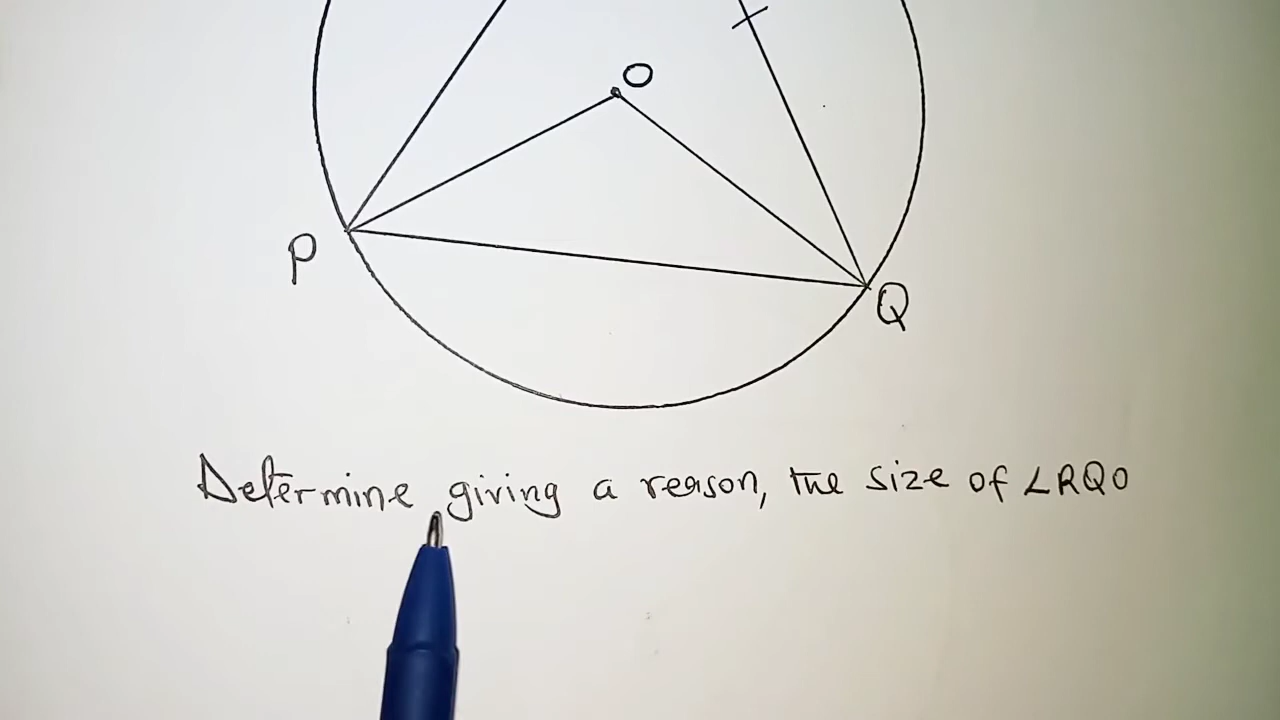 O
P
Q
Determine giving a reason, the size of ∠RQO